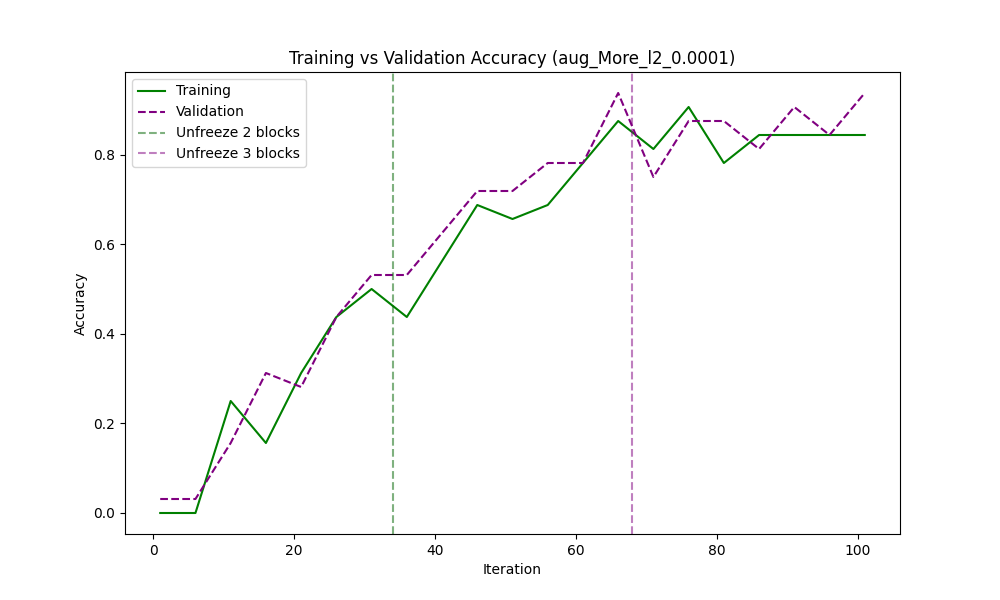 Training vs Validation Accuracy (aug_More_l2_0.0001)
Training
Validation
Unfreeze 2 blocks
Unfreeze 3 blocks
Accuracy
0.8
0.6
0.4
0.2
0.0
0 20 40 60 80 100
Iteration